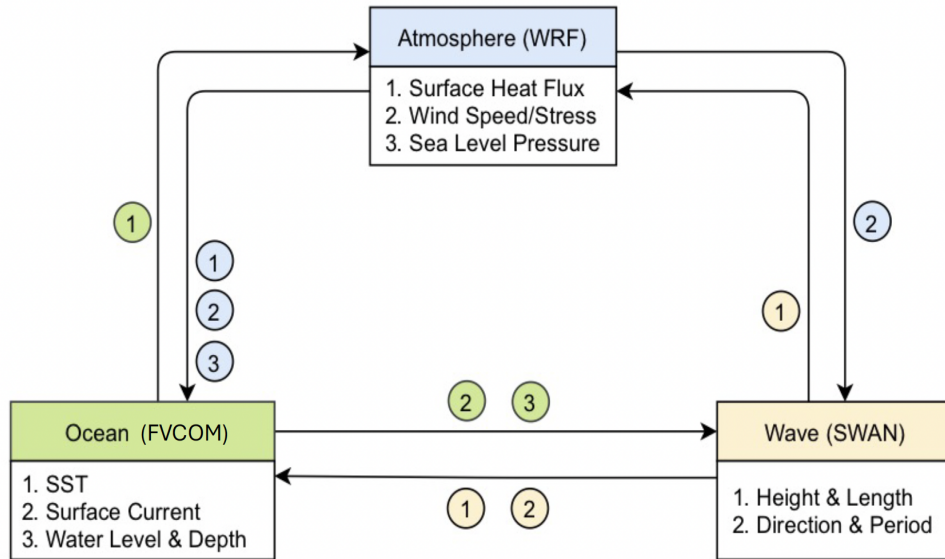 Atmosphere (WRF)
1. Surface Heat Flux
2. Wind Speed/Stress
3. Sea Level Pressure
1
2
1
2
1
3
2
3
Ocean (FVCOM)
Wave (SWAN)
1. SST
2. Surface Current
3. Water Level & Depth
1
2
1. Height & Length
2. Direction & Period